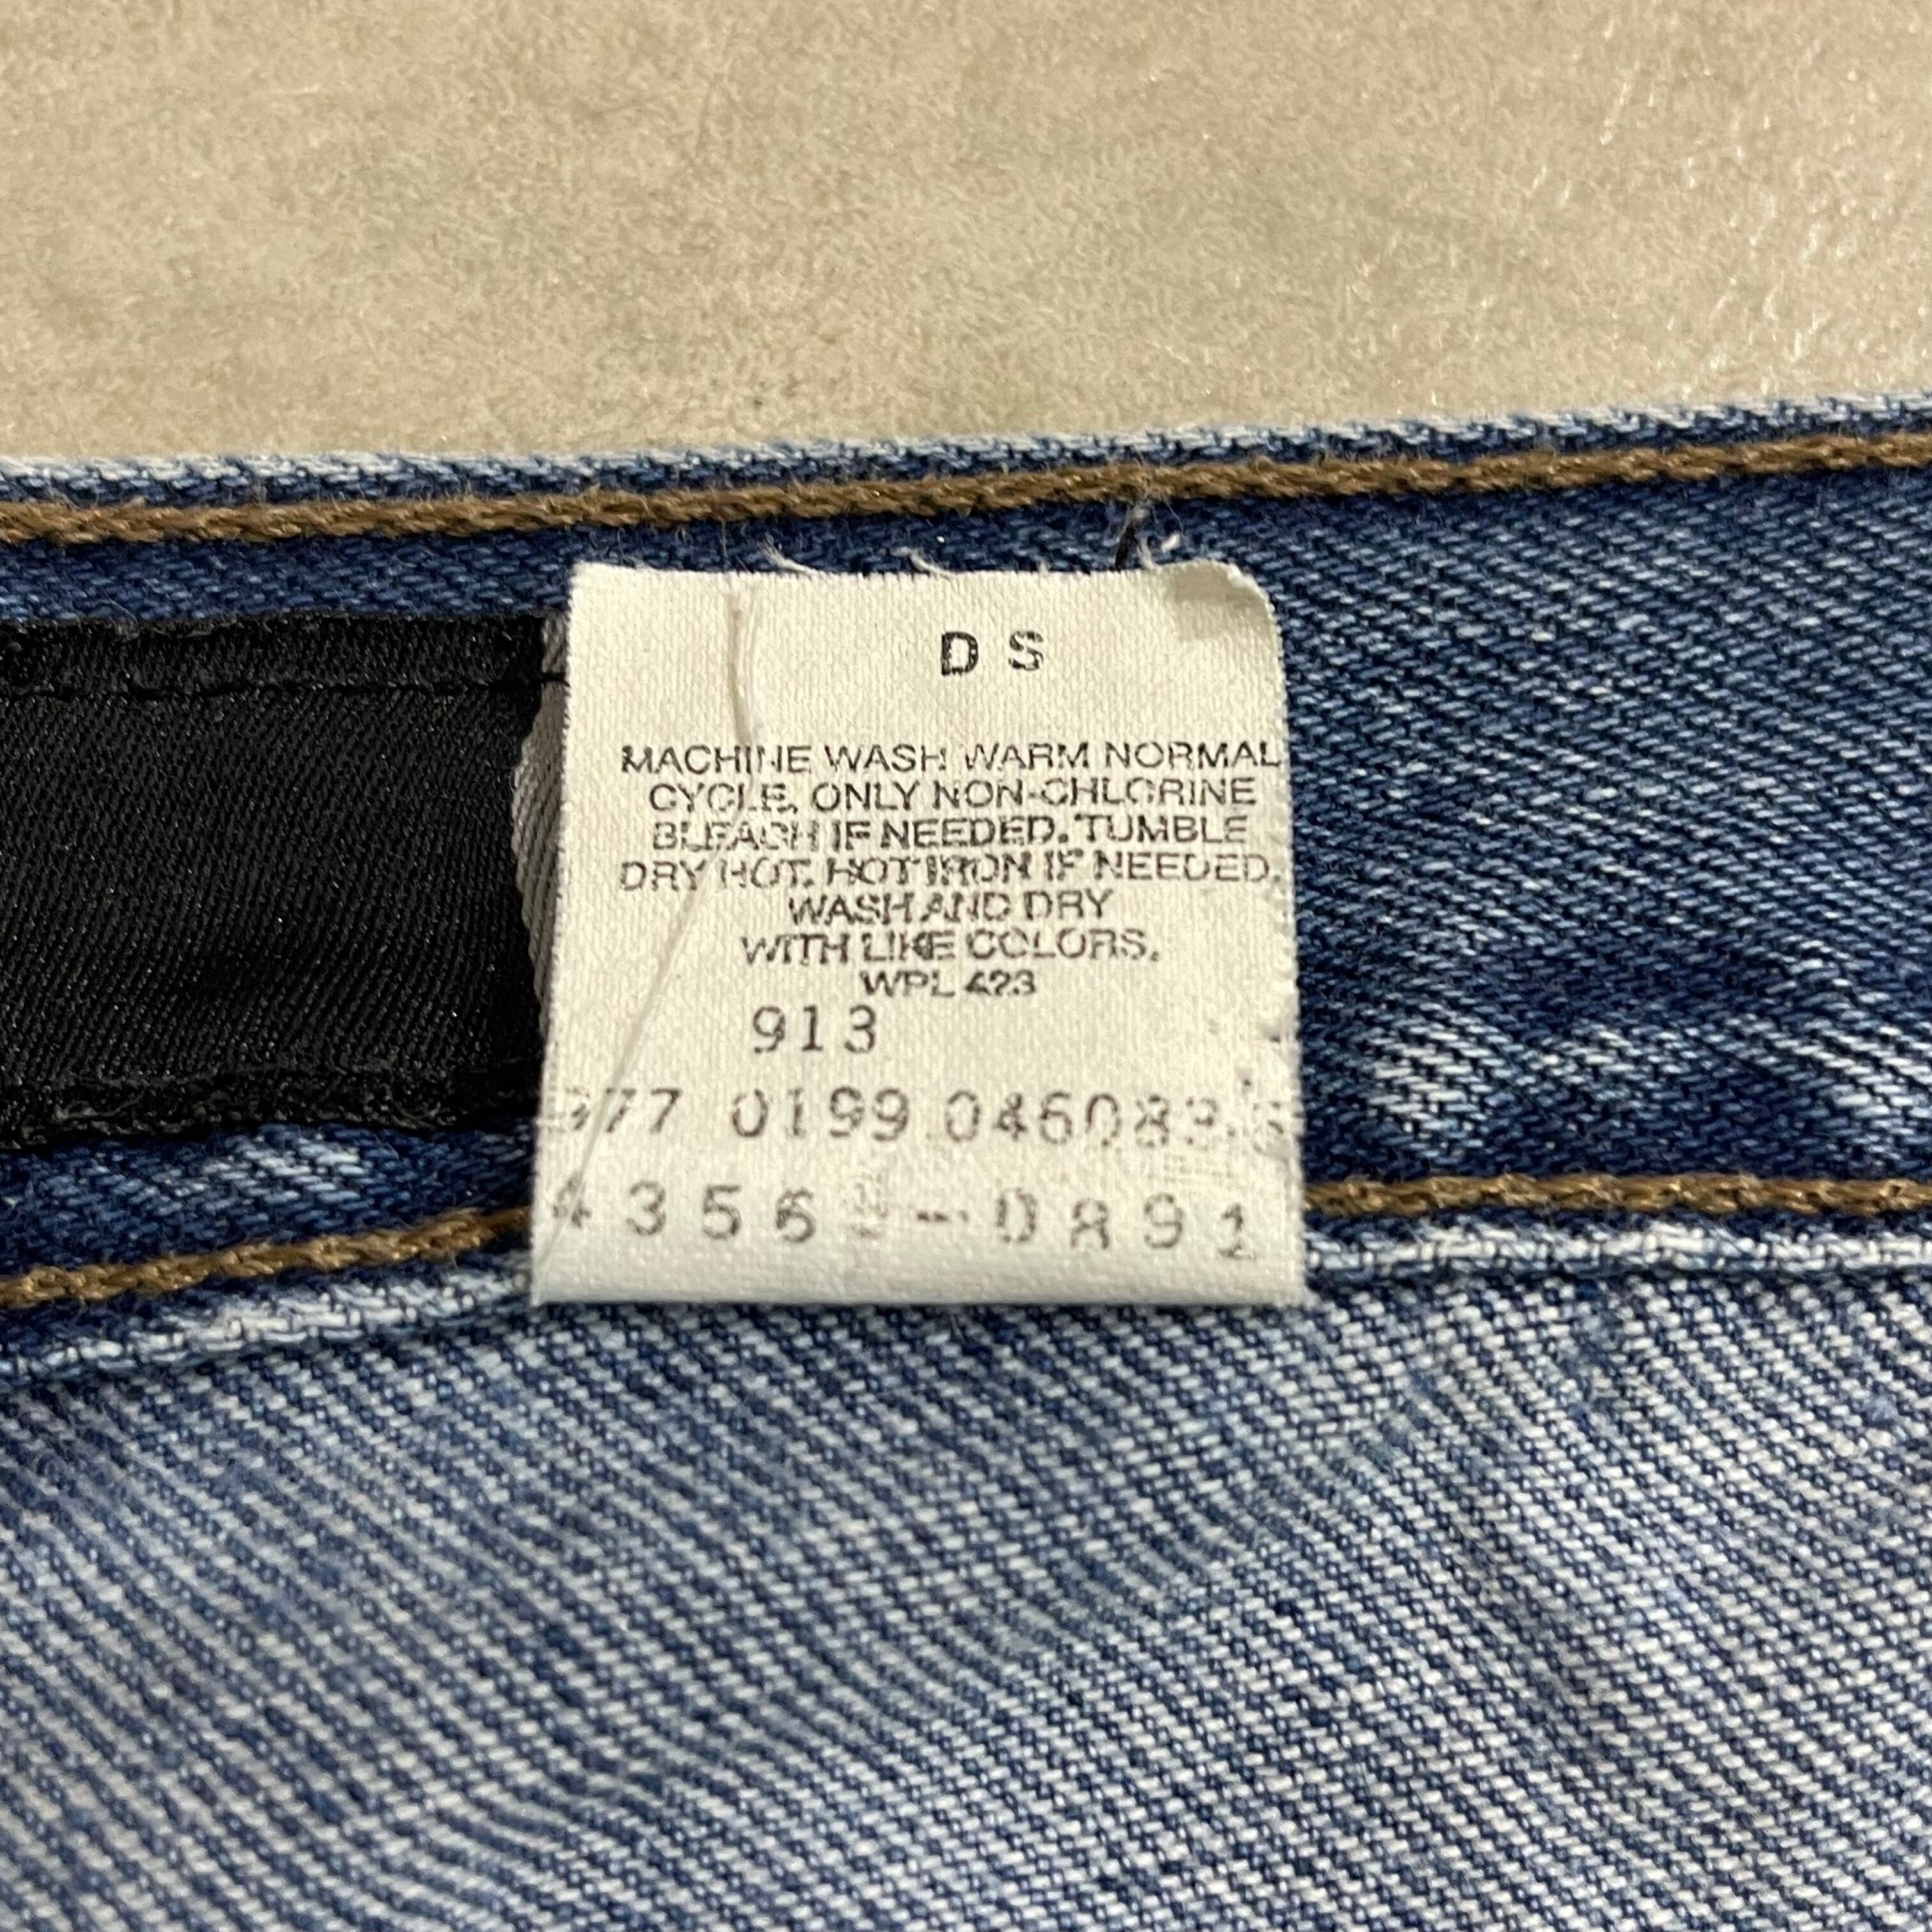 D S
MACHINE WASH WARM NORMAL
CYCLE, ONLY NON-CHLORINE
BLEACH IF NEEDED. TUMBLE
DRY HOT. HOT IRON IF NEEDED.
WASH AND DRY
WITH LIKE COLORS.
WPL 423
913
0199
0891